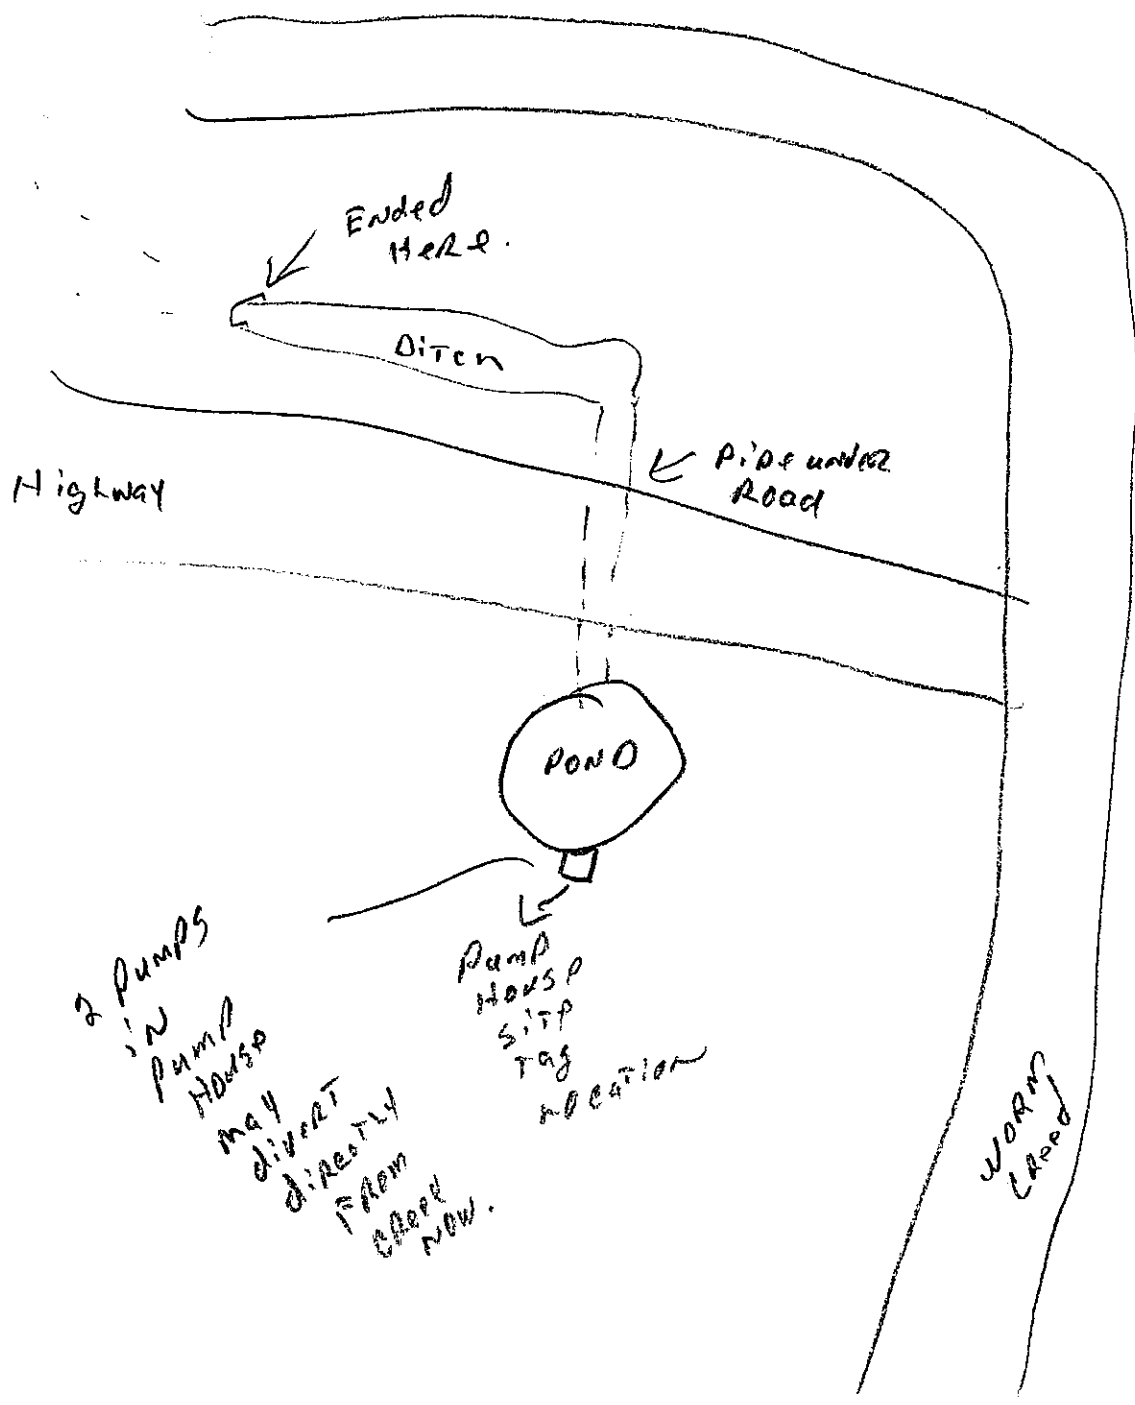 Ended
Here.
Ditch
Highway
Pipe under
Road
POND
2 Pumps
in
Pump
House
may
divert
directly
From
creek
now.
Pump
House
site
Tag
Location
WORM
Creek